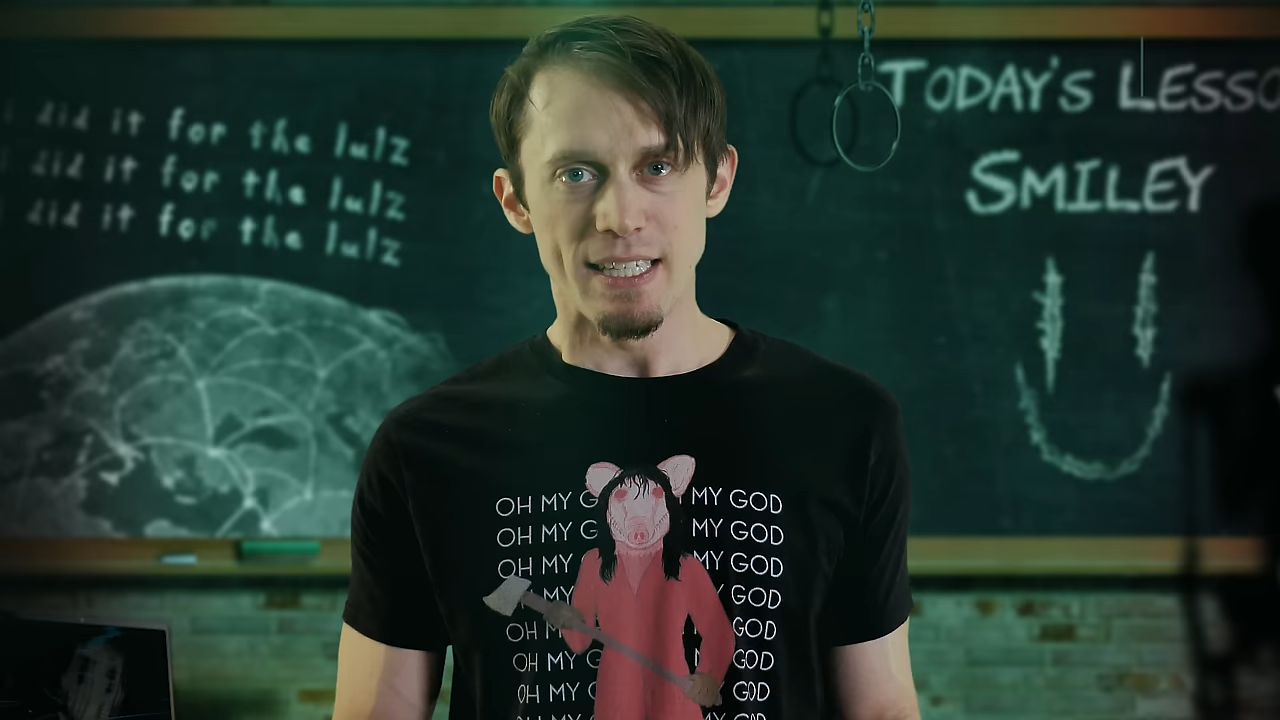 i did it for the lulz
i did it for the lulz
i did it for the lulz
TODAY'S LESSO
SMILEY
OH MY G MY GOD
OH MY G MY GOD
OH MY MY GOD
OH MY GOD
OH M GOD
OH MY G GOD
OH MY GOD
OH MY MY GOD